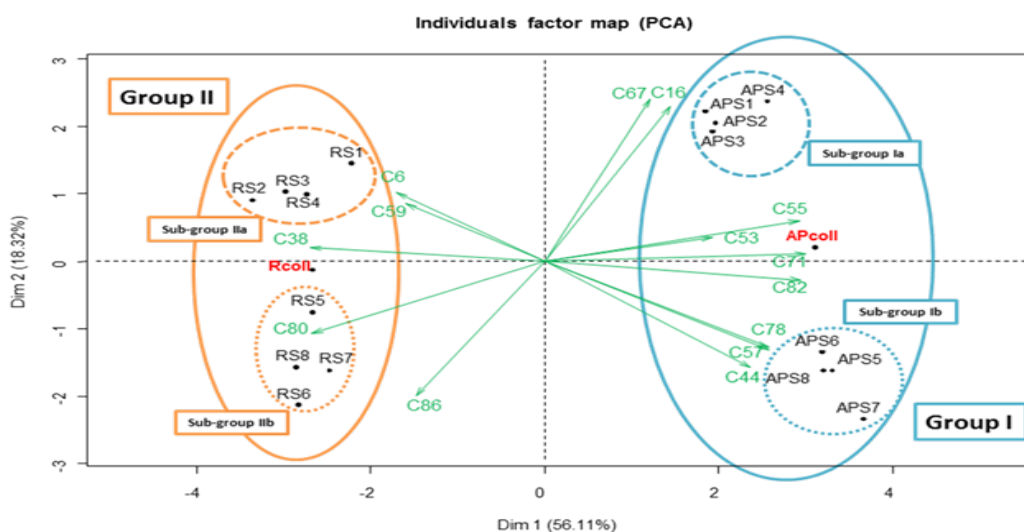 Individuals factor map (PCA)
Group II
Group I
Sub-group Ia
Sub-group Ib
Sub-group IIa
Sub-group IIb
C67 C16
APS4
APS1
APS2
APS3
RS1
RS2
RS3
RS4
C6
C59
C38
C55
C53
APcoll
C71
C82
Rcoll
RS5
C80
RS8
RS7
RS6
C86
C78
C57
C44
APS6
APS5
APS8
APS7
3
2
1
0
-1
-2
-3
-4
-2
0
2
4
Dim 2 (18.32%)
Dim 1 (56.11%)